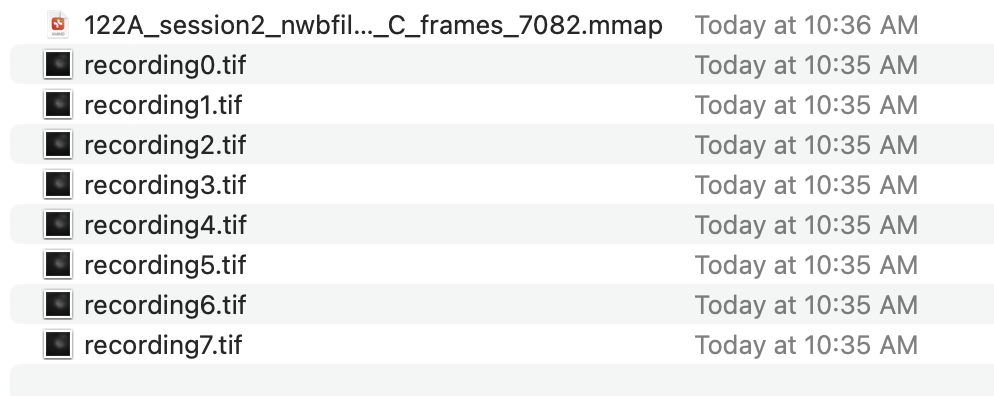 122A_session2_nwbfil..._C_frames_7082.mmap Today at 10:36 AM
recording0.tif Today at 10:35 AM
recording1.tif Today at 10:35 AM
recording2.tif Today at 10:35 AM
recording3.tif Today at 10:35 AM
recording4.tif Today at 10:35 AM
recording5.tif Today at 10:35 AM
recording6.tif Today at 10:35 AM
recording7.tif Today at 10:35 AM